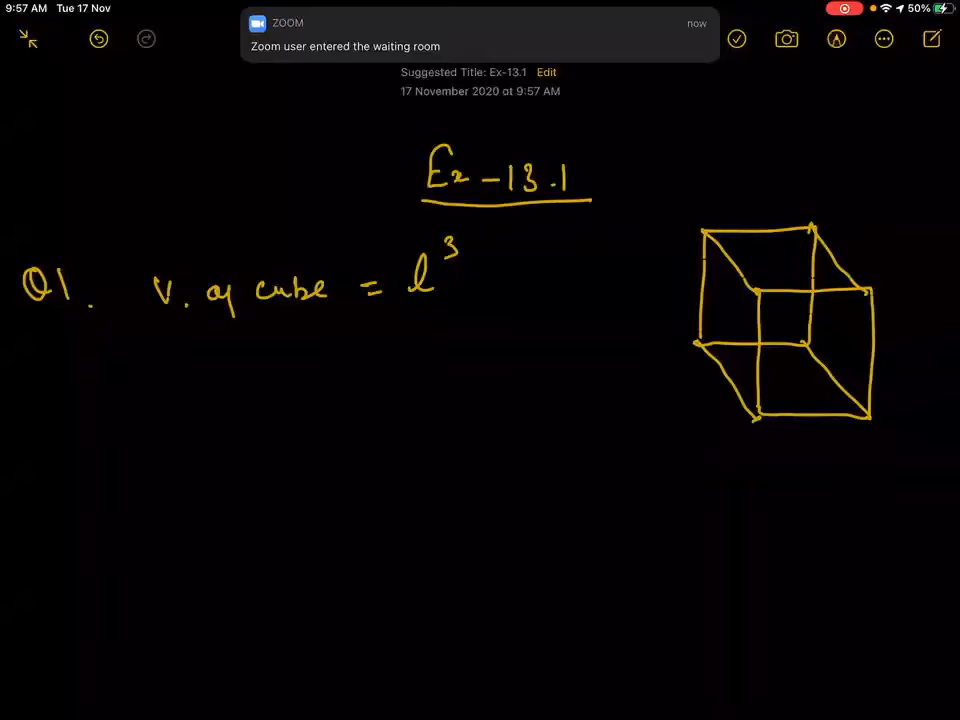 9:57 AM Tue 17 Nov
50%
ZOOM
now
Zoom user entered the waiting room
Suggested Title: Ex-13.1 Edit
17 November 2020 at 9:57 AM
Ex – 13.1
Q1. V. of cube = l³